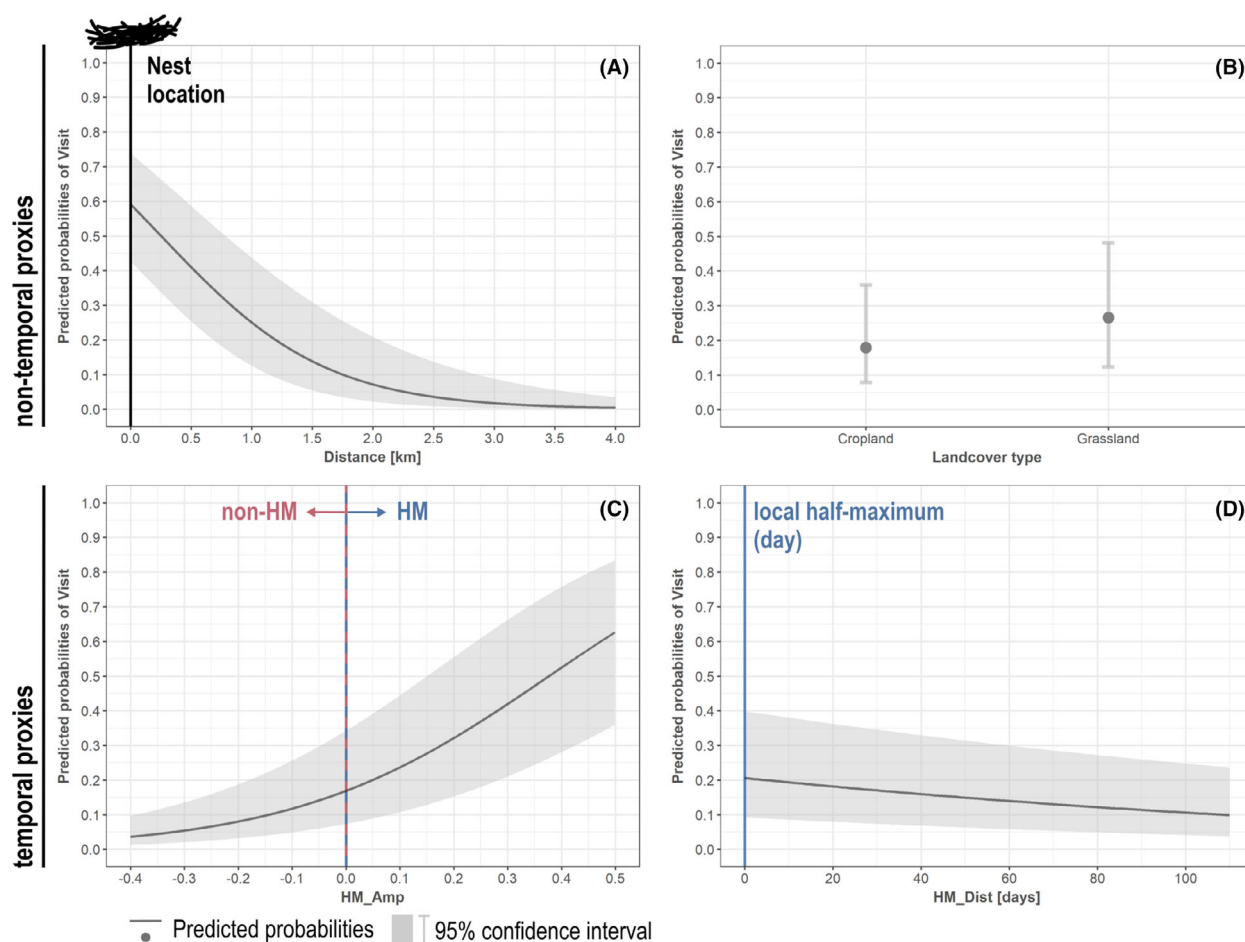 non-temporal proxies
Nest
location
(A)
Predicted probabilities of Visit
1.0
0.9
0.8
0.7
0.6
0.5
0.4
0.3
0.2
0.1
0.0
0.0 0.5 1.0 1.5 2.0 2.5 3.0 3.5 4.0
Distance [km]
(B)
Predicted probabilities of Visit
1.0
0.9
0.8
0.7
0.6
0.5
0.4
0.3
0.2
0.1
0.0
Cropland Grassland
Landcover type
temporal proxies
non-HM HM
(C)
Predicted probabilities of Visit
1.0
0.9
0.8
0.7
0.6
0.5
0.4
0.3
0.2
0.1
0.0
-0.4 -0.3 -0.2 -0.1 0.0 0.1 0.2 0.3 0.4 0.5
HM_Amp
local half-maximum
(day)
(D)
Predicted probabilities of Visit
1.0
0.9
0.8
0.7
0.6
0.5
0.4
0.3
0.2
0.1
0.0
0 20 40 60 80 100
HM_Dist [days]
Predicted probabilities 95% confidence interval